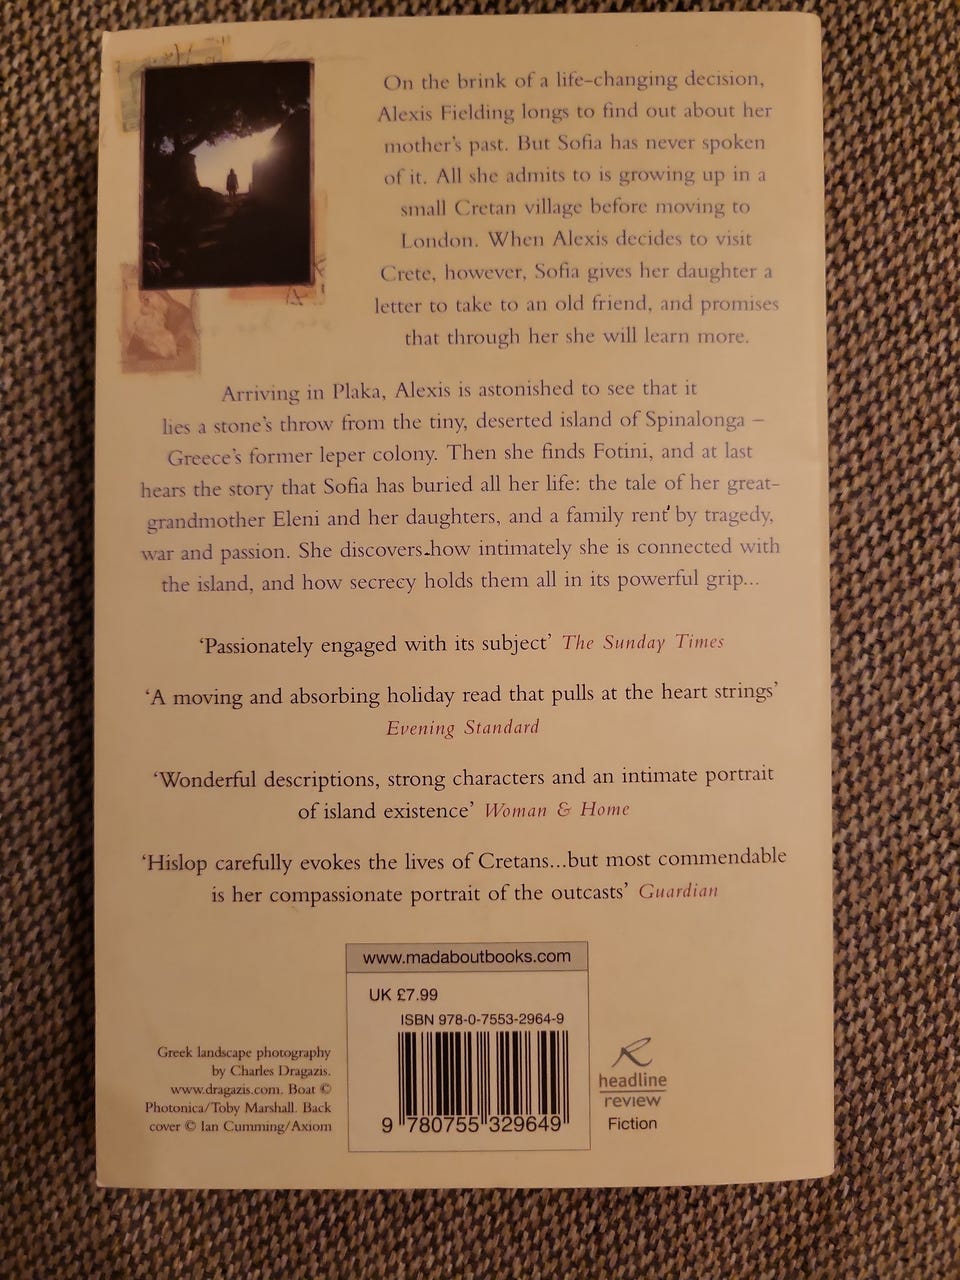 On the brink of a life-changing decision,
Alexis Fielding longs to find out about her
mother's past. But Sofia has never spoken
of it. All she admits to is growing up in a
small Cretan village before moving to
London. When Alexis decides to visit
Crete, however, Sofia gives her daughter a
letter to take to an old friend, and promises
that through her she will learn more.
Arriving in Plaka, Alexis is astonished to see that it
lies a stone's throw from the tiny, deserted island of Spinalonga –
Greece's former leper colony. Then she finds Fotini, and at last
hears the story that Sofia has buried all her life: the tale of her great-
grandmother Eleni and her daughters, and a family rent by tragedy,
war and passion. She discovers how intimately she is connected with
the island, and how secrecy holds them all in its powerful grip...
'Passionately engaged with its subject' The Sunday Times
'A moving and absorbing holiday read that pulls at the heart strings'
Evening Standard
'Wonderful descriptions, strong characters and an intimate portrait
of island existence' Woman & Home
'Hislop carefully evokes the lives of Cretans...but most commendable
is her compassionate portrait of the outcasts' Guardian
www.madaboutbooks.com
UK £7.99
ISBN 978-0-7553-2964-9
9 780755 329649
Greek landscape photography
by Charles Dragazis.
www.dragazis.com. Boat ©
Photonica/Toby Marshall. Back
cover © Ian Cumming/Axiom
R
headline
review
Fiction